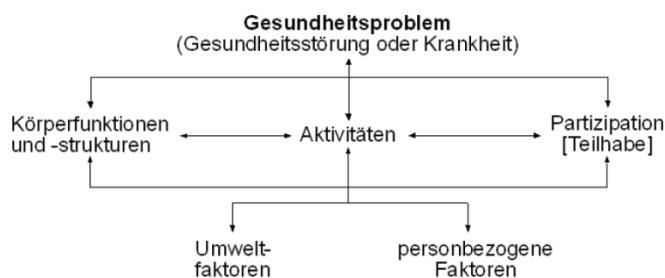 Gesundheitsproblem
(Gesundheitsstörung oder Krankheit)
Körperfunktionen
und -strukturen
Aktivitäten
Partizipation
[Teilhabe]
Umwelt-
faktoren
personbezogene
Faktoren